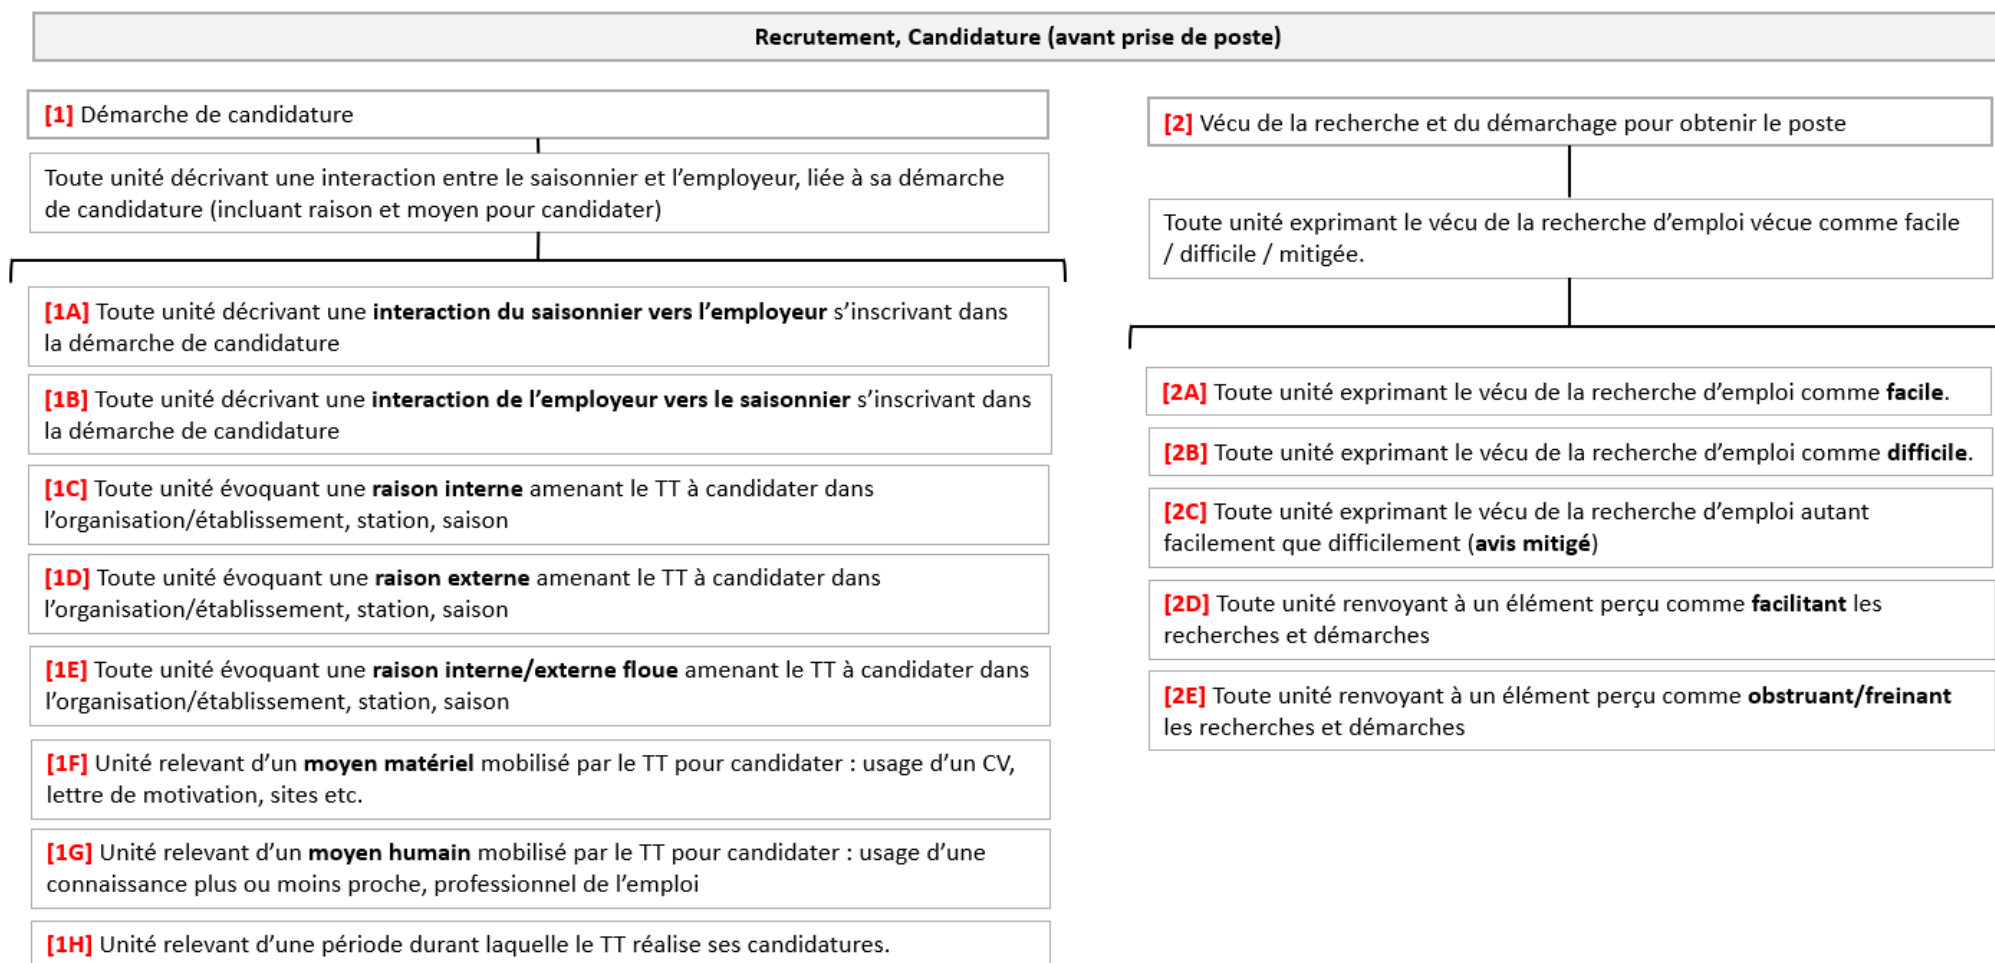 Recrutement, Candidature (avant prise de poste)
[1] Démarche de candidature
Toute unité décrivant une interaction entre le saisonnier et l’employeur, liée à sa démarche
de candidature (incluant raison et moyen pour candidater)
[1A] Toute unité décrivant une interaction du saisonnier vers l’employeur s’inscrivant dans
la démarche de candidature
[1B] Toute unité décrivant une interaction de l’employeur vers le saisonnier s’inscrivant dans
la démarche de candidature
[1C] Toute unité évoquant une raison interne amenant le TT à candidater dans
l’organisation/établissement, station, saison
[1D] Toute unité évoquant une raison externe amenant le TT à candidater dans
l’organisation/établissement, station, saison
[1E] Toute unité évoquant une raison interne/externe floue amenant le TT à candidater dans
l’organisation/établissement, station, saison
[1F] Unité relevant d’un moyen matériel mobilisé par le TT pour candidater : usage d’un CV,
lettre de motivation, sites etc.
[1G] Unité relevant d’un moyen humain mobilisé par le TT pour candidater : usage d’une
connaissance plus ou moins proche, professionnel de l’emploi
[1H] Unité relevant d’une période durant laquelle le TT réalise ses candidatures.
[2] Vécu de la recherche et du démarchage pour obtenir le poste
Toute unité exprimant le vécu de la recherche d’emploi vécue comme facile
/ difficile / mitigée.
[2A] Toute unité exprimant le vécu de la recherche d’emploi comme facile.
[2B] Toute unité exprimant le vécu de la recherche d’emploi comme difficile.
[2C] Toute unité exprimant le vécu de la recherche d’emploi autant
facilement que difficilement (avis mitigé)
[2D] Toute unité renvoyant à un élément perçu comme facilitant les
recherches et démarches
[2E] Toute unité renvoyant à un élément perçu comme obstruant/freinant
les recherches et démarches